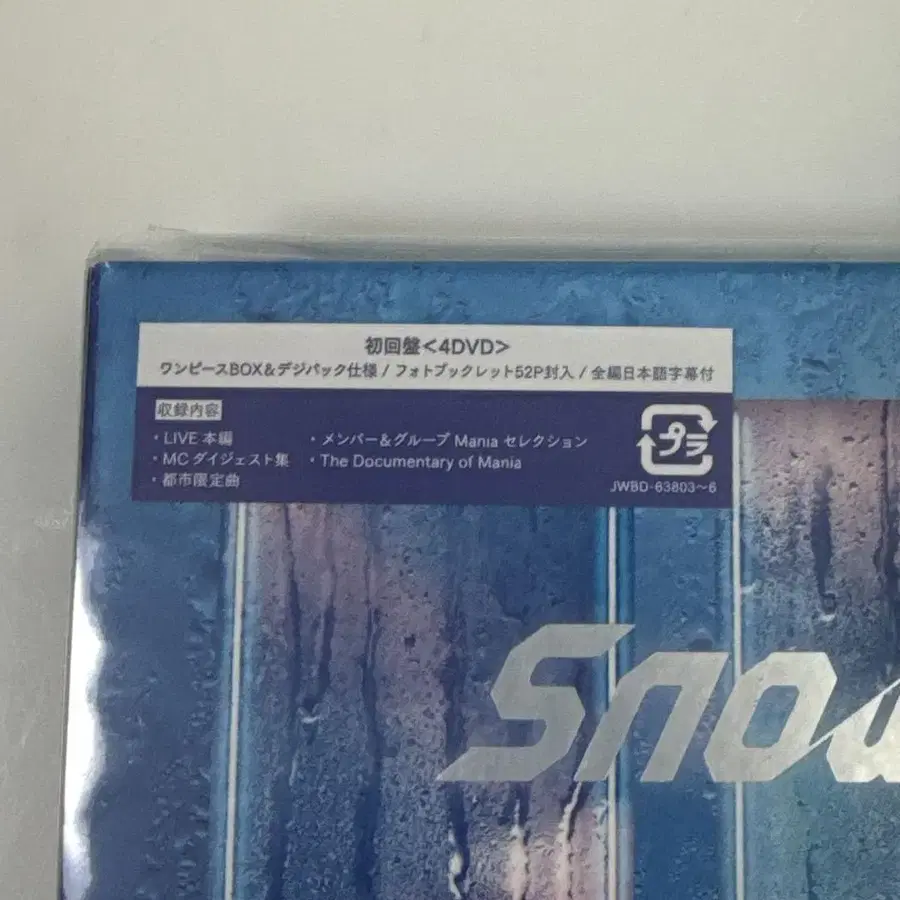 初回盤<4DVD>
ワンピースBOX&デジパック仕様 / フォトブックレット52P封入 / 全編日本語字幕付
収録内容
・LIVE 本編
・MC ダイジェスト集
・都市限定曲
・メンバー&グループ Mania セレクション
・The Documentary of Mania
プラ
JWBD-63803~6
Snow